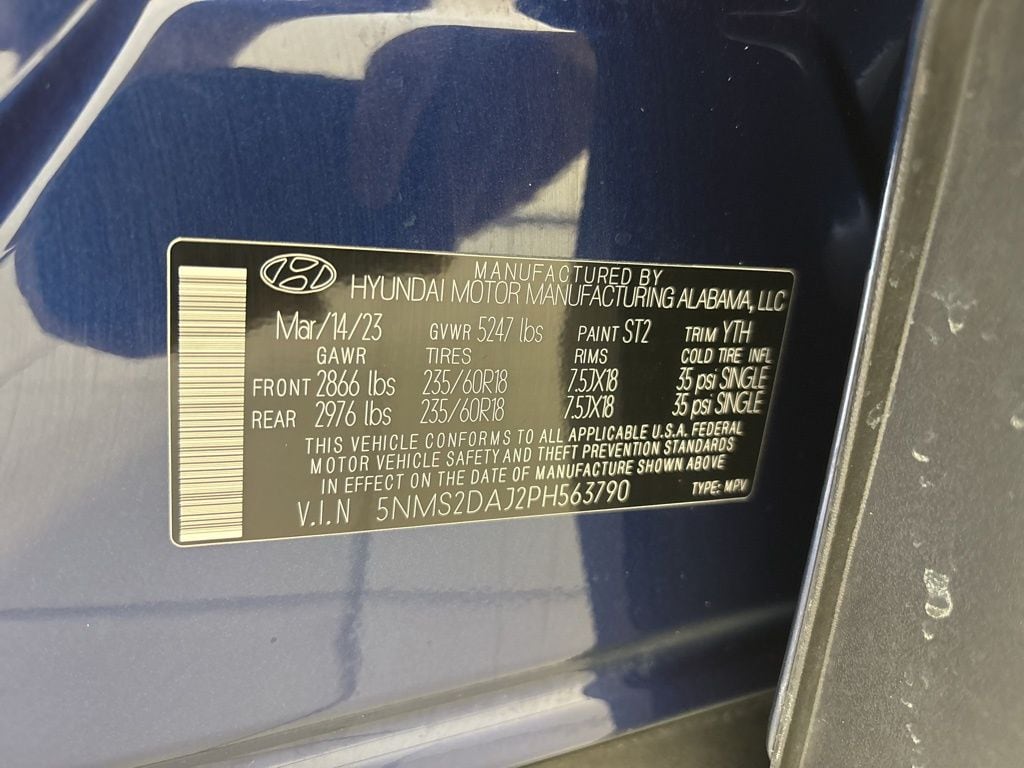 MANUFACTURED BY
HYUNDAI MOTOR MANUFACTURING ALABAMA, LLC
Mar/14/23 GVWR 5247 lbs PAINT ST2 TRIM YTH
GAWR TIRES RIMS COLD TIRE INFL
FRONT 2866 lbs 235/60R18 7.5JX18 35 psi SINGLE
REAR 2976 lbs 235/60R18 7.5JX18 35 psi SINGLE
THIS VEHICLE CONFORMS TO ALL APPLICABLE U.S.A. FEDERAL
MOTOR VEHICLE SAFETY AND THEFT PREVENTION STANDARDS
IN EFFECT ON THE DATE OF MANUFACTURE SHOWN ABOVE
V.I.N 5NMS2DAJ2PH563790 TYPE: MPV